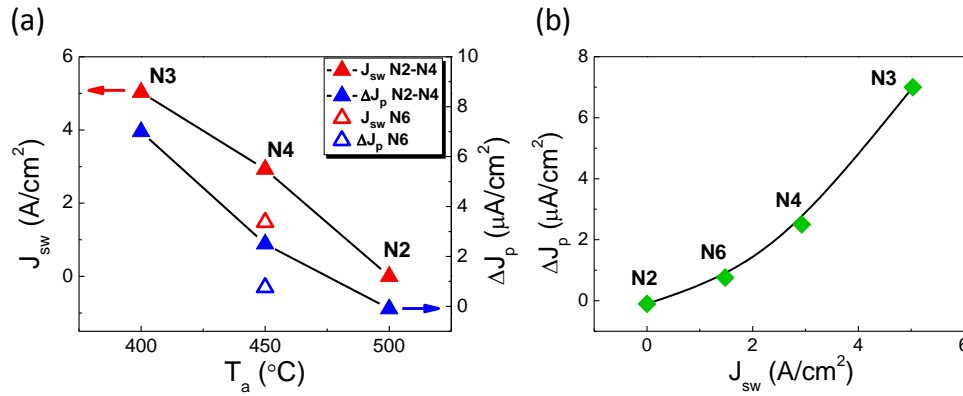 (a)
6
4
2
0
J_sw (A/cm²)
N3
N4
N2
J_sw N2-N4
ΔJ_p N2-N4
J_sw N6
ΔJ_p N6
10
8
6
4
2
0
ΔJ_p (μA/cm²)
400
450
500
T_a (°C)
(b)
8
6
4
2
0
ΔJ_p (μA/cm²)
N3
N4
N6
N2
0
2
4
6
J_sw (A/cm²)